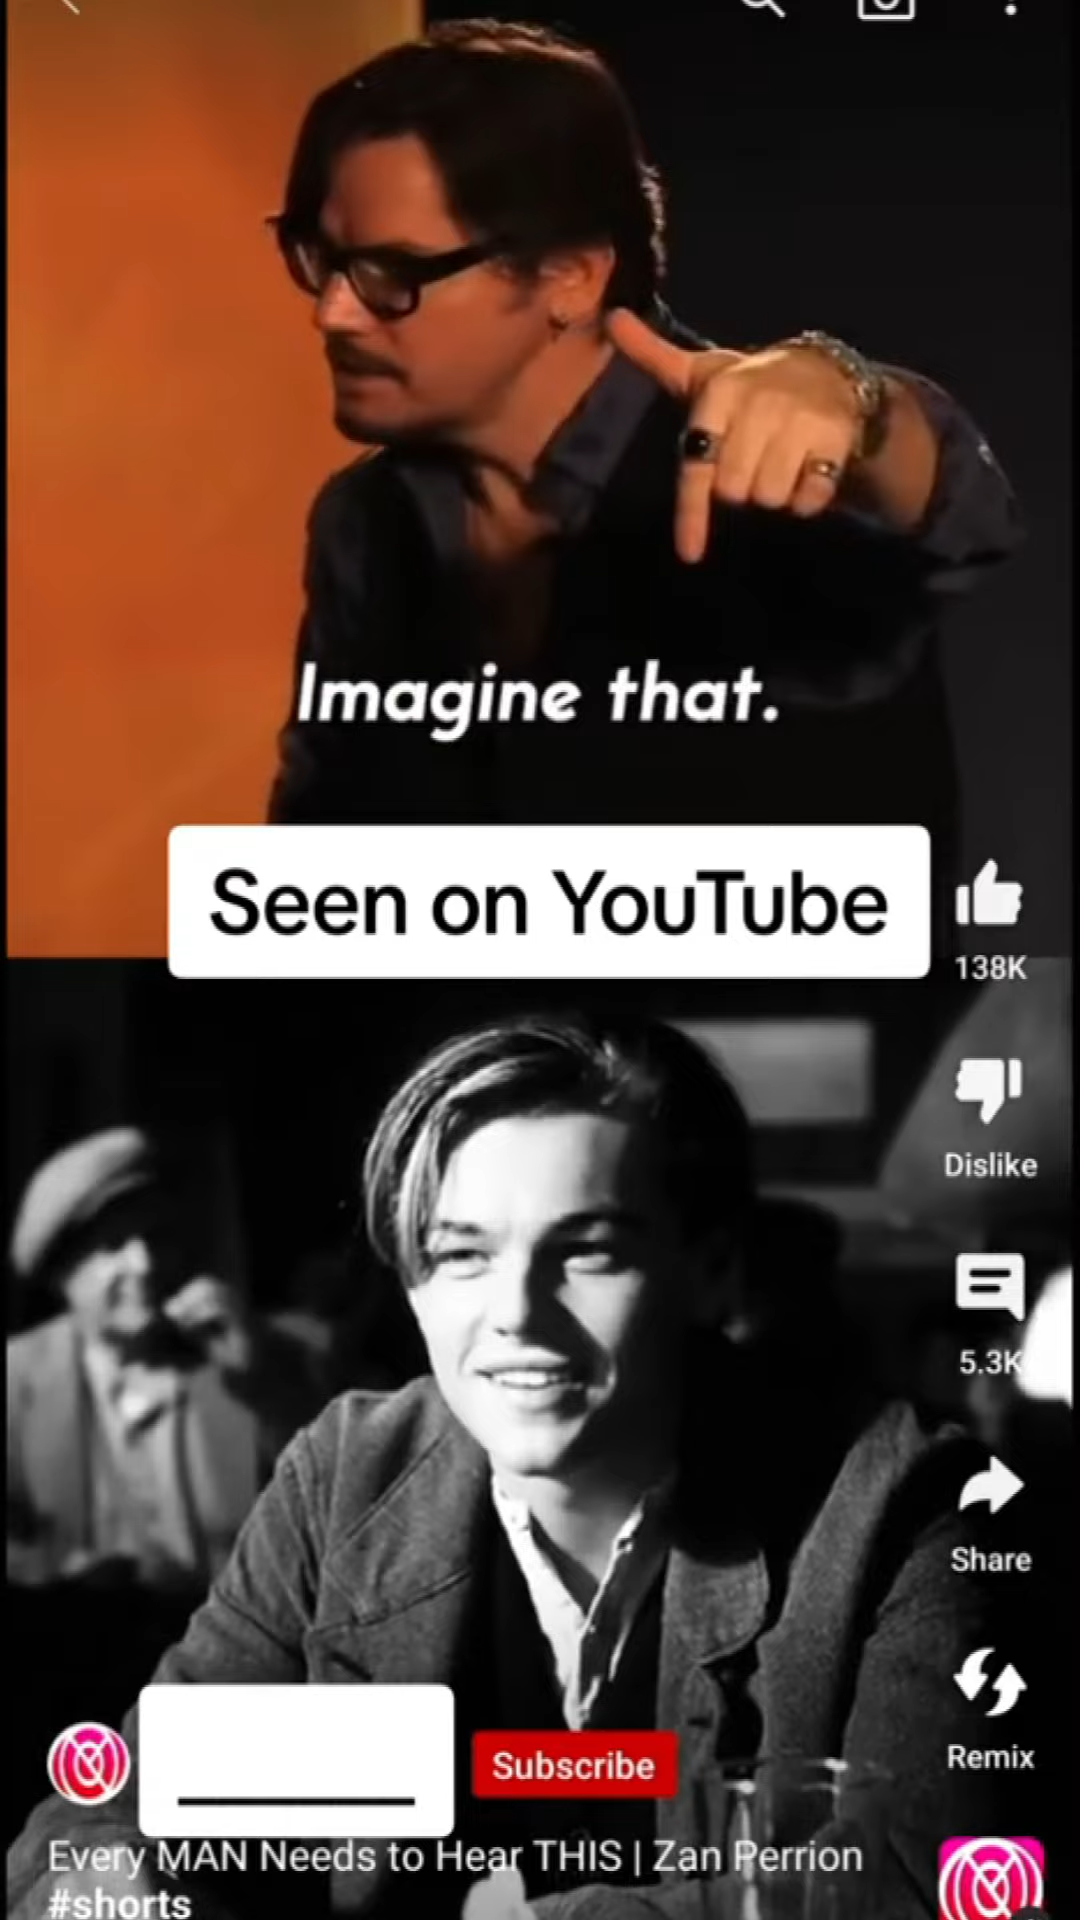 Imagine that.
Seen on YouTube
138K
Dislike
5.3K
Share
Remix
Subscribe
Every MAN Needs to Hear THIS | Zan Perrion
#shorts